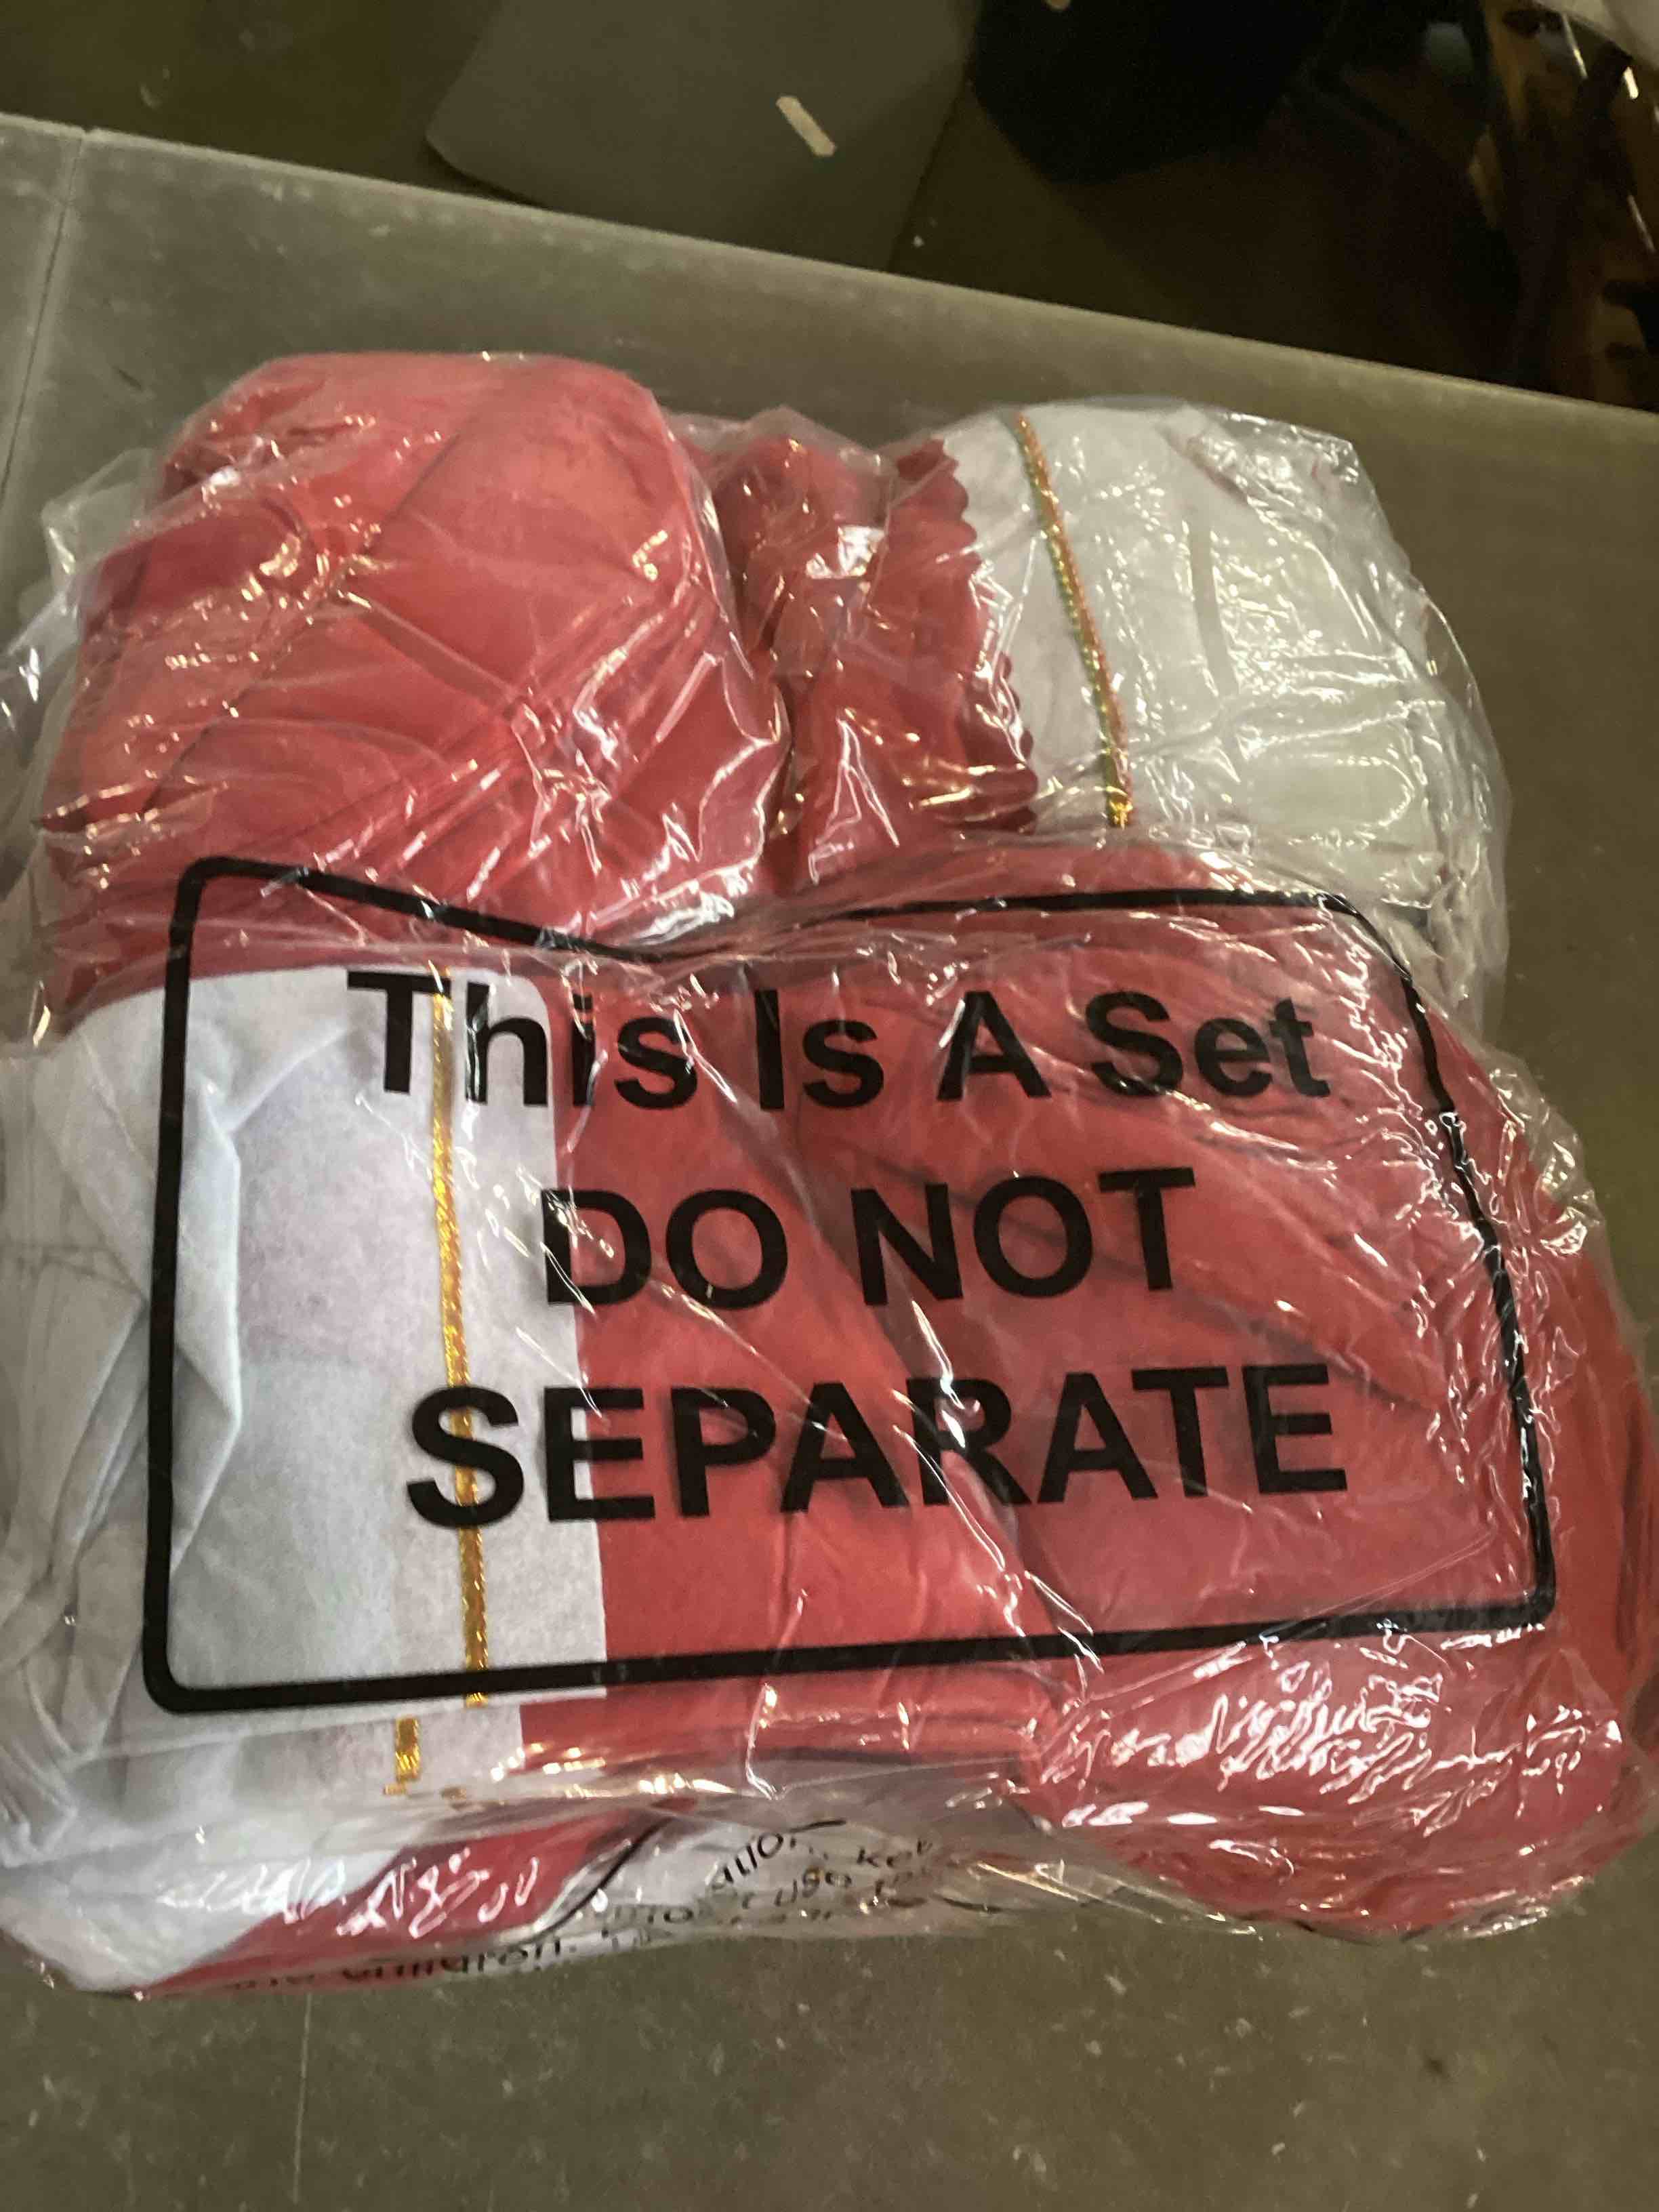 This Is A Set
DO NOT
SEPARATE